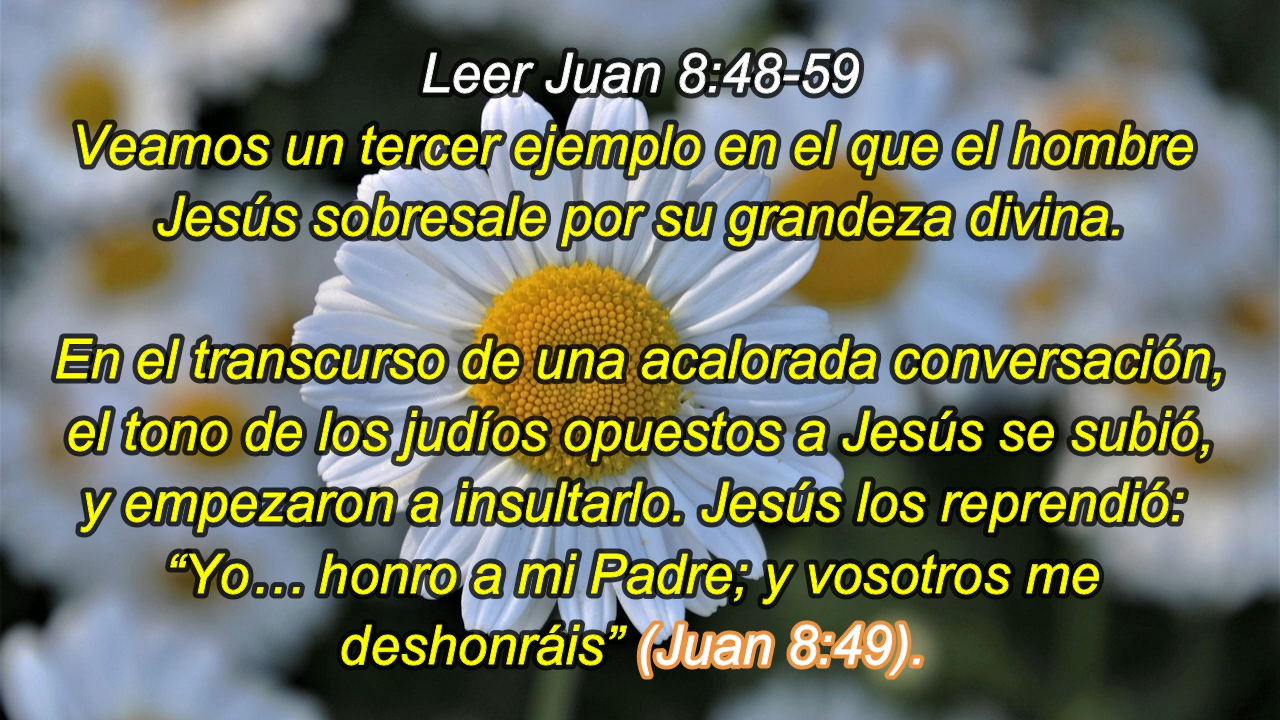 Leer Juan 8:48-59
Veamos un tercer ejemplo en el que el hombre
Jesús sobresale por su grandeza divina.
En el transcurso de una acalorada conversación,
el tono de los judíos opuestos a Jesús se subió,
y empezaron a insultarlo. Jesús los reprendió:
“Yo… honro a mi Padre; y vosotros me
deshonráis” (Juan 8:49).